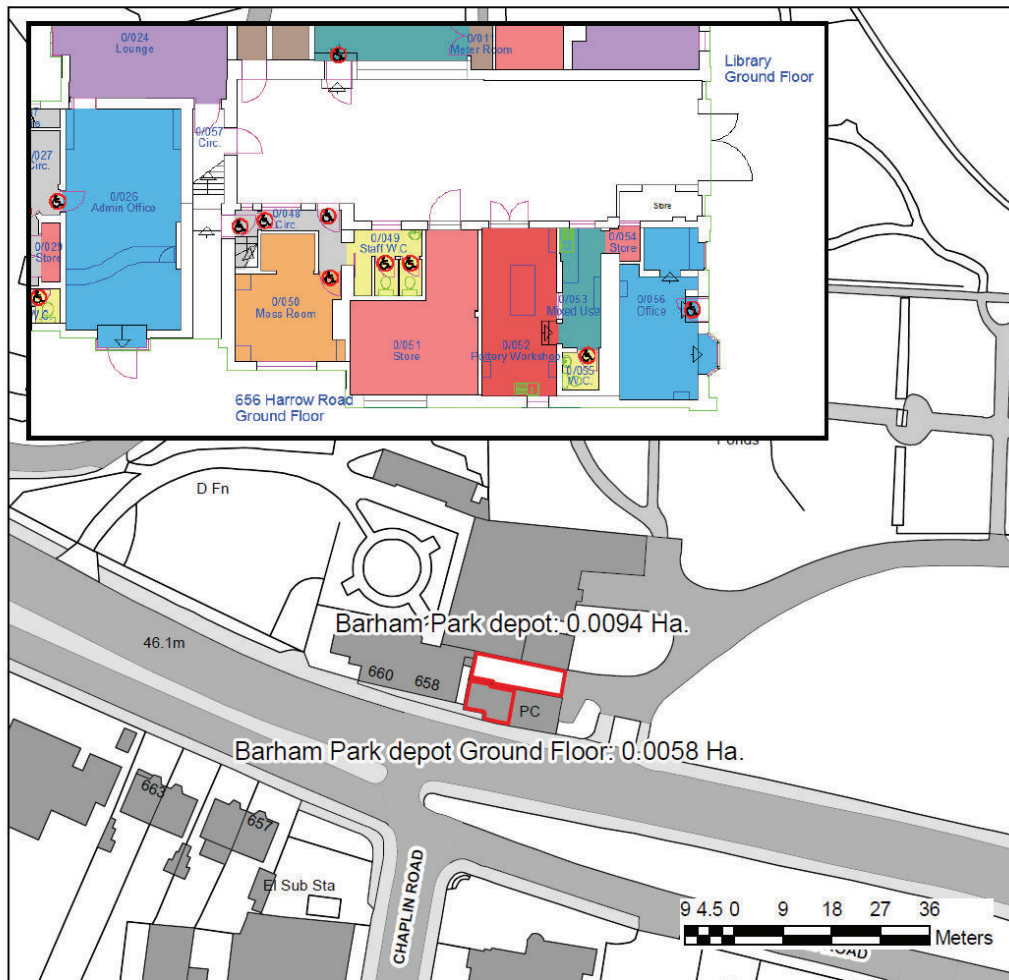 0/024
Lounge
0/011
Meter Room
Library
Ground Floor
0/057
Circ.
0/027
Circ.
0/026
Admin Office
0/029
Store
W.C.
0/048
Circ.
0/049
Staff W.C.
0/050
Mess Room
0/051
Store
0/052
Pottery Workshop
0/053
Mixed Use
0/054
Store
Store
0/055
W.C.
0/056
Office
656 Harrow Road
Ground Floor
Ponds
D Fn
Barham Park depot: 0.0094 Ha.
46.1m
660
658
PC
Barham Park depot Ground Floor: 0.0058 Ha.
663
657
El Sub Sta
CHAPLIN ROAD
9 4.5 0 9 18 27 36
Meters
ROAD